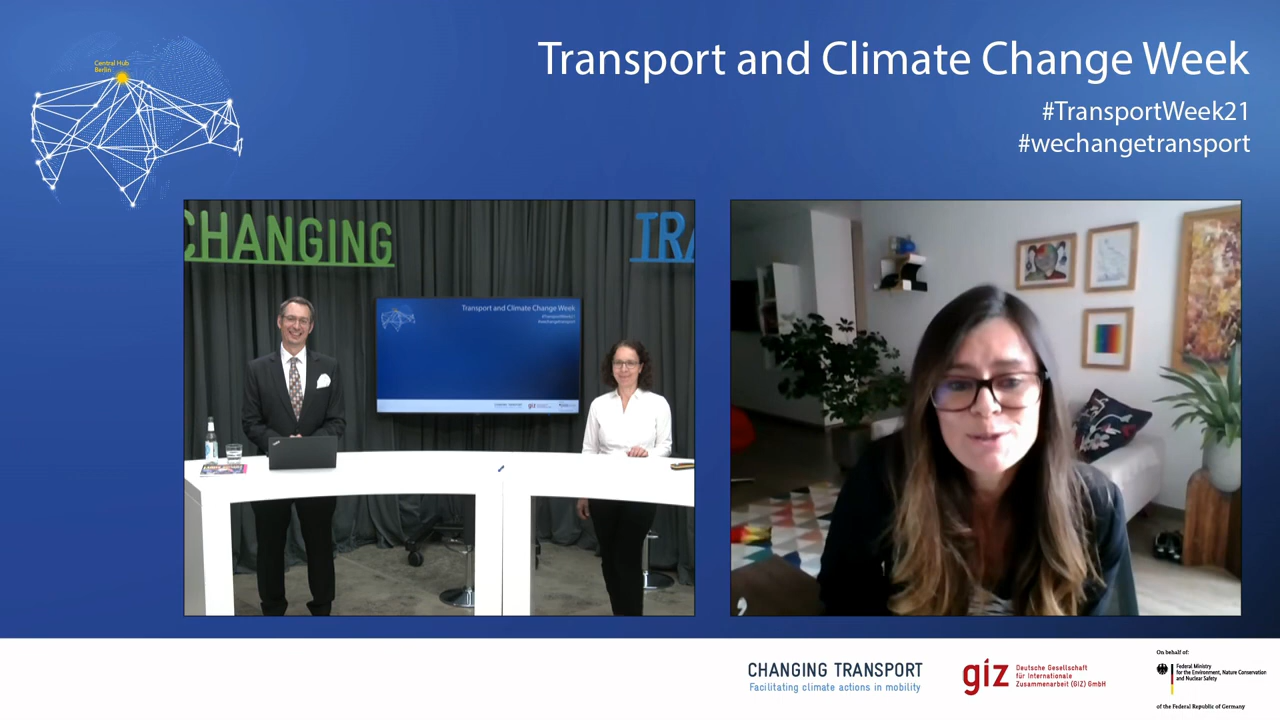 Central Hub
Berlin
Transport and Climate Change Week
#TransportWeek21
#wechangetransport
CHANGING
TRA
Transport and Climate Change Week
#TransportWeek21
#wechangetransport
giz
CHANGING TRANSPORT
Facilitating climate actions in mobility
giz
Deutsche Gesellschaft
für Internationale
Zusammenarbeit (GIZ) GmbH
On behalf of:
Federal Ministry
for the Environment, Nature Conservation
and Nuclear Safety
of the Federal Republic of Germany